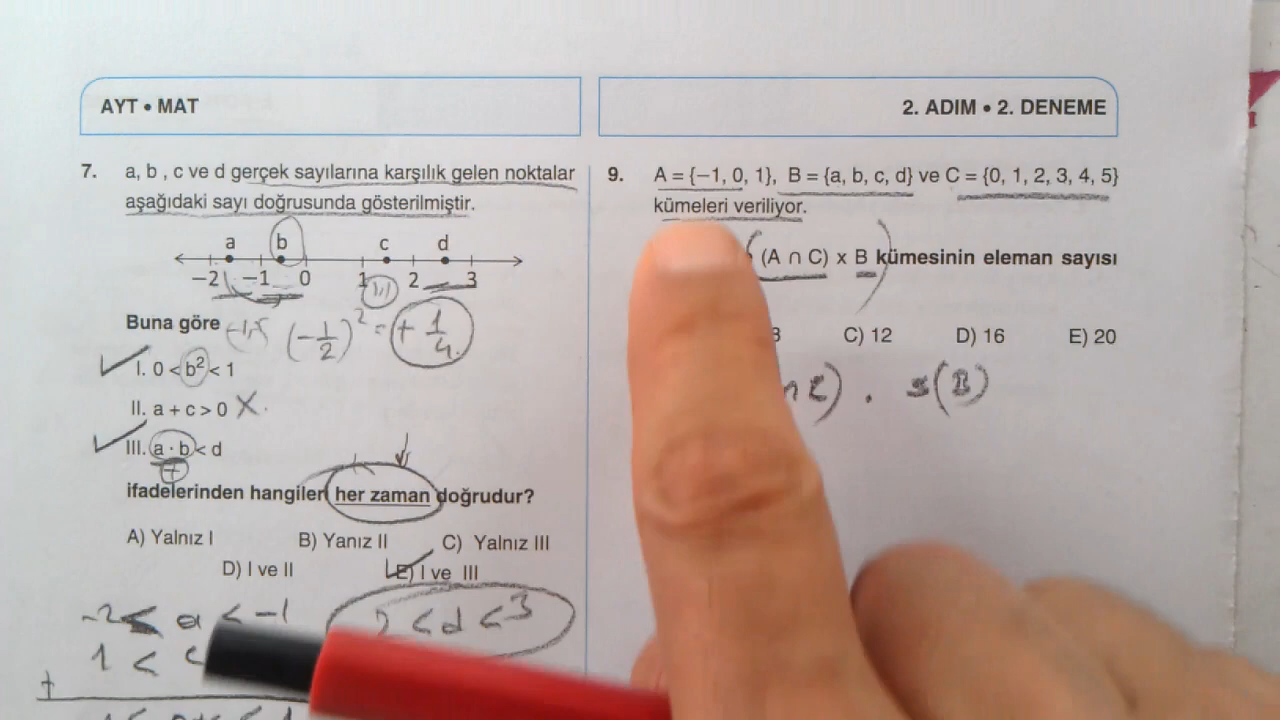 AYT • MAT
2. ADIM • 2. DENEME
7. a, b , c ve d gerçek sayılarına karşılık gelen noktalar
aşağıdaki sayı doğrusunda gösterilmiştir.
a b c d
−2 −1 0 1 2 3
Buna göre
(-1/2)² = + 1/4
I. 0 < b² < 1
II. a + c > 0 X
III. a · b < d
+
ifadelerinden hangileri her zaman doğrudur?
A) Yalnız I B) Yanız II C) Yalnız III
D) I ve II E) I ve III
-2 < a < -1
2 < d < 3
1 < c
+
9. A = {−1, 0, 1}, B = {a, b, c, d} ve C = {0, 1, 2, 3, 4, 5}
kümeleri veriliyor.
(A ∩ C) x B kümesinin eleman sayısı
C) 12 D) 16 E) 20
) . s(B)